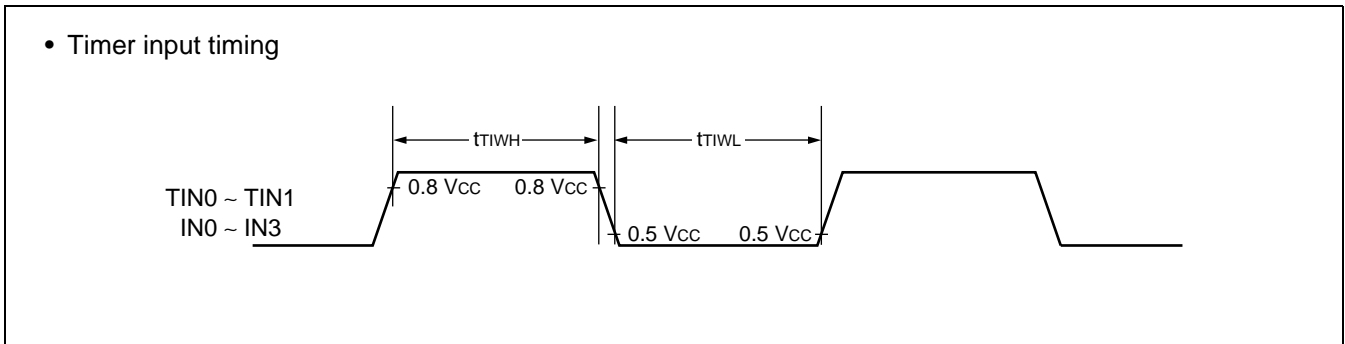 • Timer input timing
tTIWH
tTIWL
TIN0 ~ TIN1
IN0 ~ IN3
0.8 VCC
0.8 VCC
0.5 VCC
0.5 VCC